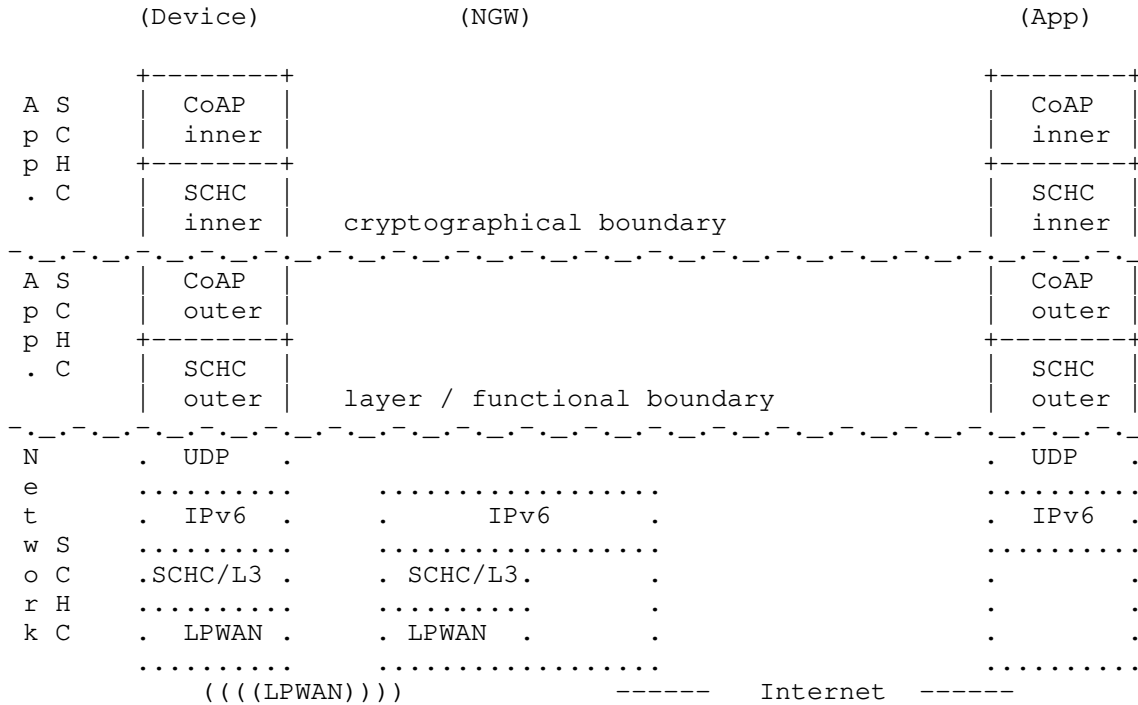 (Device)            (NGW)                              (App)

        +--------+                                           +--------+
 A S    |  CoAP  |                                           |  CoAP  |
 p C    |  inner |                                           |  inner |
 p H    +--------+                                           +--------+
 . C    |  SCHC  |                                           |  SCHC  |
        |  inner |   cryptographical boundary                |  inner |
-._.-._.-._.-._.-._.-._.-._.-._.-._.-._.-._.-._.-._.-._.-._.-._.-._.-._
 A S    |  CoAP  |                                           |  CoAP  |
 p C    |  outer |                                           |  outer |
 p H    +--------+                                           +--------+
 . C    |  SCHC  |                                           |  SCHC  |
        |  outer |   layer / functional boundary             |  outer |
-._.-._.-._.-._.-._.-._.-._.-._.-._.-._.-._.-._.-._.-._.-._.-._.-._.-._
 N      .  UDP   .                                           .  UDP   .
 e      ..........     ..................                    ..........
 t      .  IPv6  .     .      IPv6      .                    .  IPv6  .
 w S    ..........     ..................                    ..........
 o C    .SCHC/L3 .     . SCHC/L3.       .                    .        .
 r H    ..........     ..........       .                    .        .
 k C    .  LPWAN .     . LPWAN  .       .                    .        .
        ..........     ..................                    ..........
            ((((LPWAN))))             ------   Internet  ------